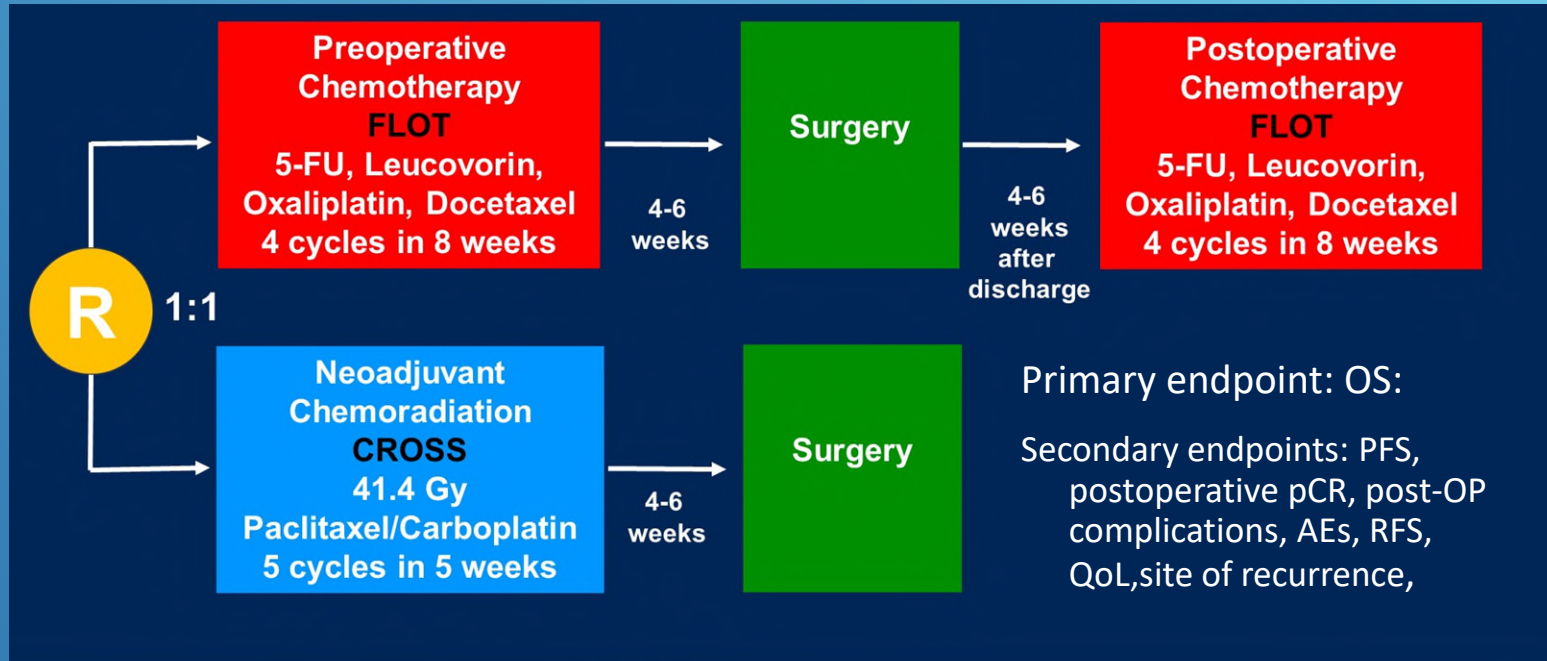 Preoperative
Chemotherapy
FLOT
5-FU, Leucovorin,
Oxaliplatin, Docetaxel
4 cycles in 8 weeks
4-6
weeks
Surgery
4-6
weeks
after
discharge
Postoperative
Chemotherapy
FLOT
5-FU, Leucovorin,
Oxaliplatin, Docetaxel
4 cycles in 8 weeks
R
1:1
Neoadjuvant
Chemoradiation
CROSS
41.4 Gy
Paclitaxel/Carboplatin
5 cycles in 5 weeks
4-6
weeks
Surgery
Primary endpoint: OS:
Secondary endpoints: PFS,
postoperative pCR, post-OP
complications, AEs, RFS,
QoL,site of recurrence,